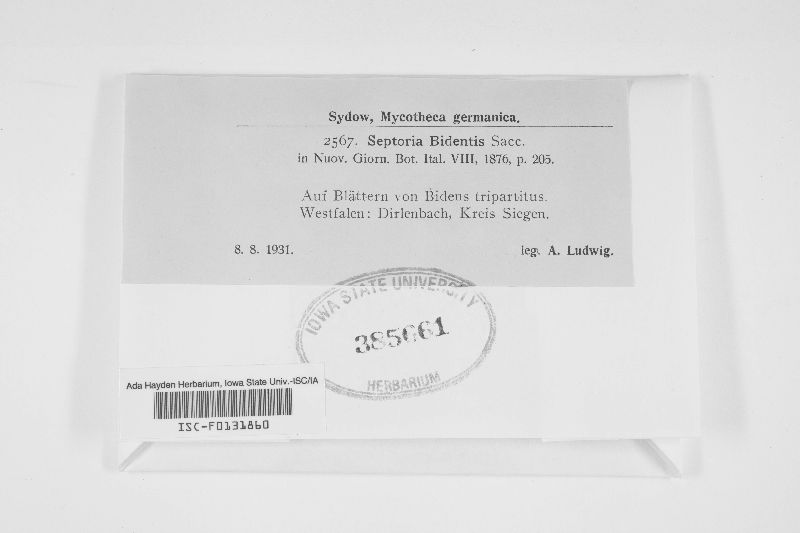 Sydow, Mycotheca germanica.
2567. Septoria Bidentis Sacc.
in Nuov. Giorn. Bot. Ital. VIII, 1876, p. 205.
Auf Blättern von Bidens tripartitus.
Westfalen: Dirlenbach, Kreis Siegen.
8. 8. 1931. leg. A. Ludwig.
IOWA STATE UNIVERSITY
385661
HERBARIUM
Ada Hayden Herbarium, Iowa State Univ.-ISC/IA
ISC-F0131860